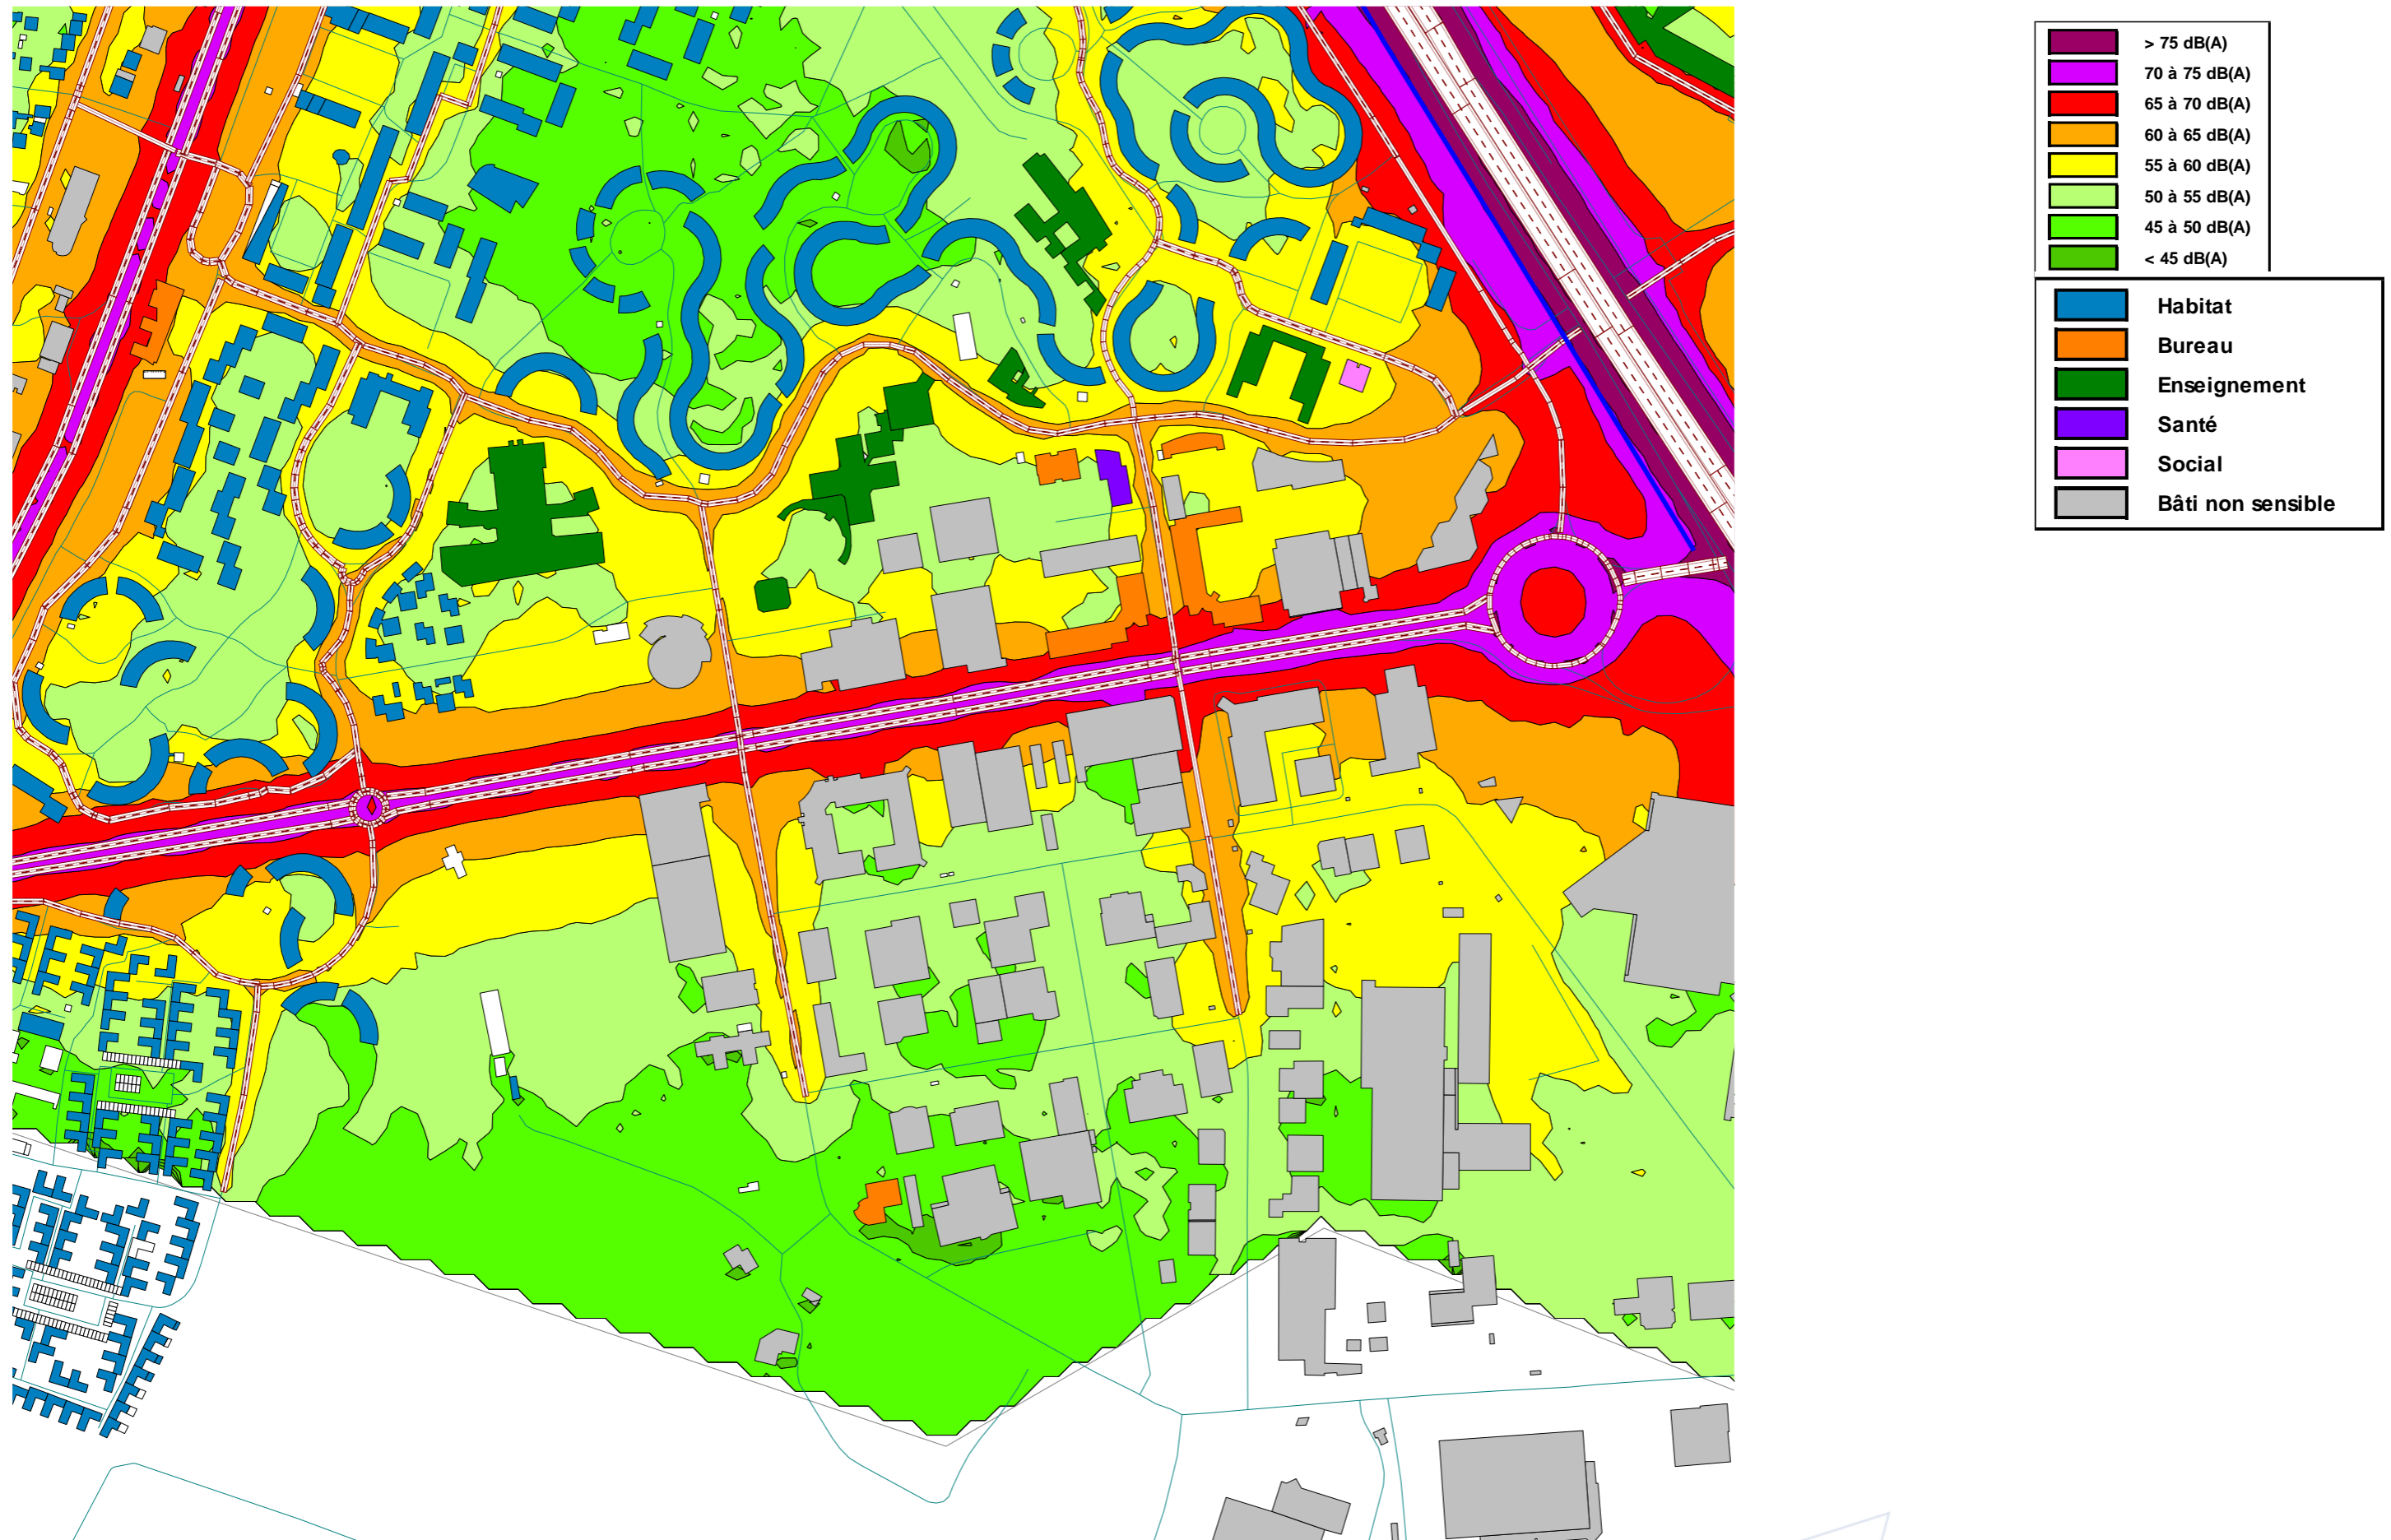 > 75 dB(A)
70 à 75 dB(A)
65 à 70 dB(A)
60 à 65 dB(A)
55 à 60 dB(A)
50 à 55 dB(A)
45 à 50 dB(A)
< 45 dB(A)
Habitat
Bureau
Enseignement
Santé
Social
Bâti non sensible